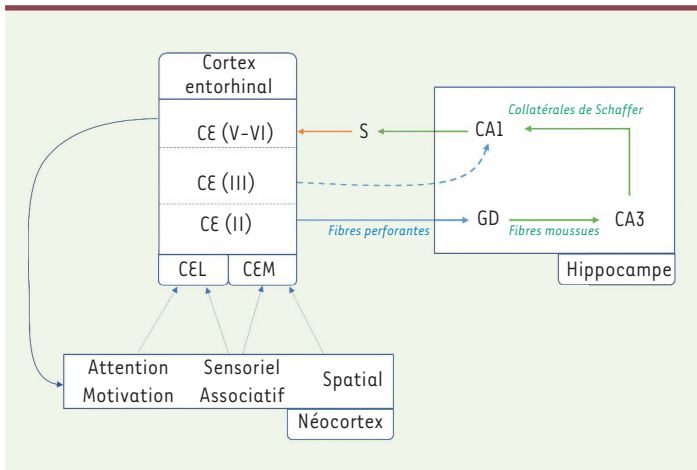 Cortex
entorhinal
Collatérales de Schaffer
CE (V-VI)
S
CA1
CE (III)
CE (II)
Fibres perforantes
GD
Fibres moussues
CA3
CEL
CEM
Hippocampe
Attention
Motivation
Sensoriel
Associatif
Spatial
Néocortex